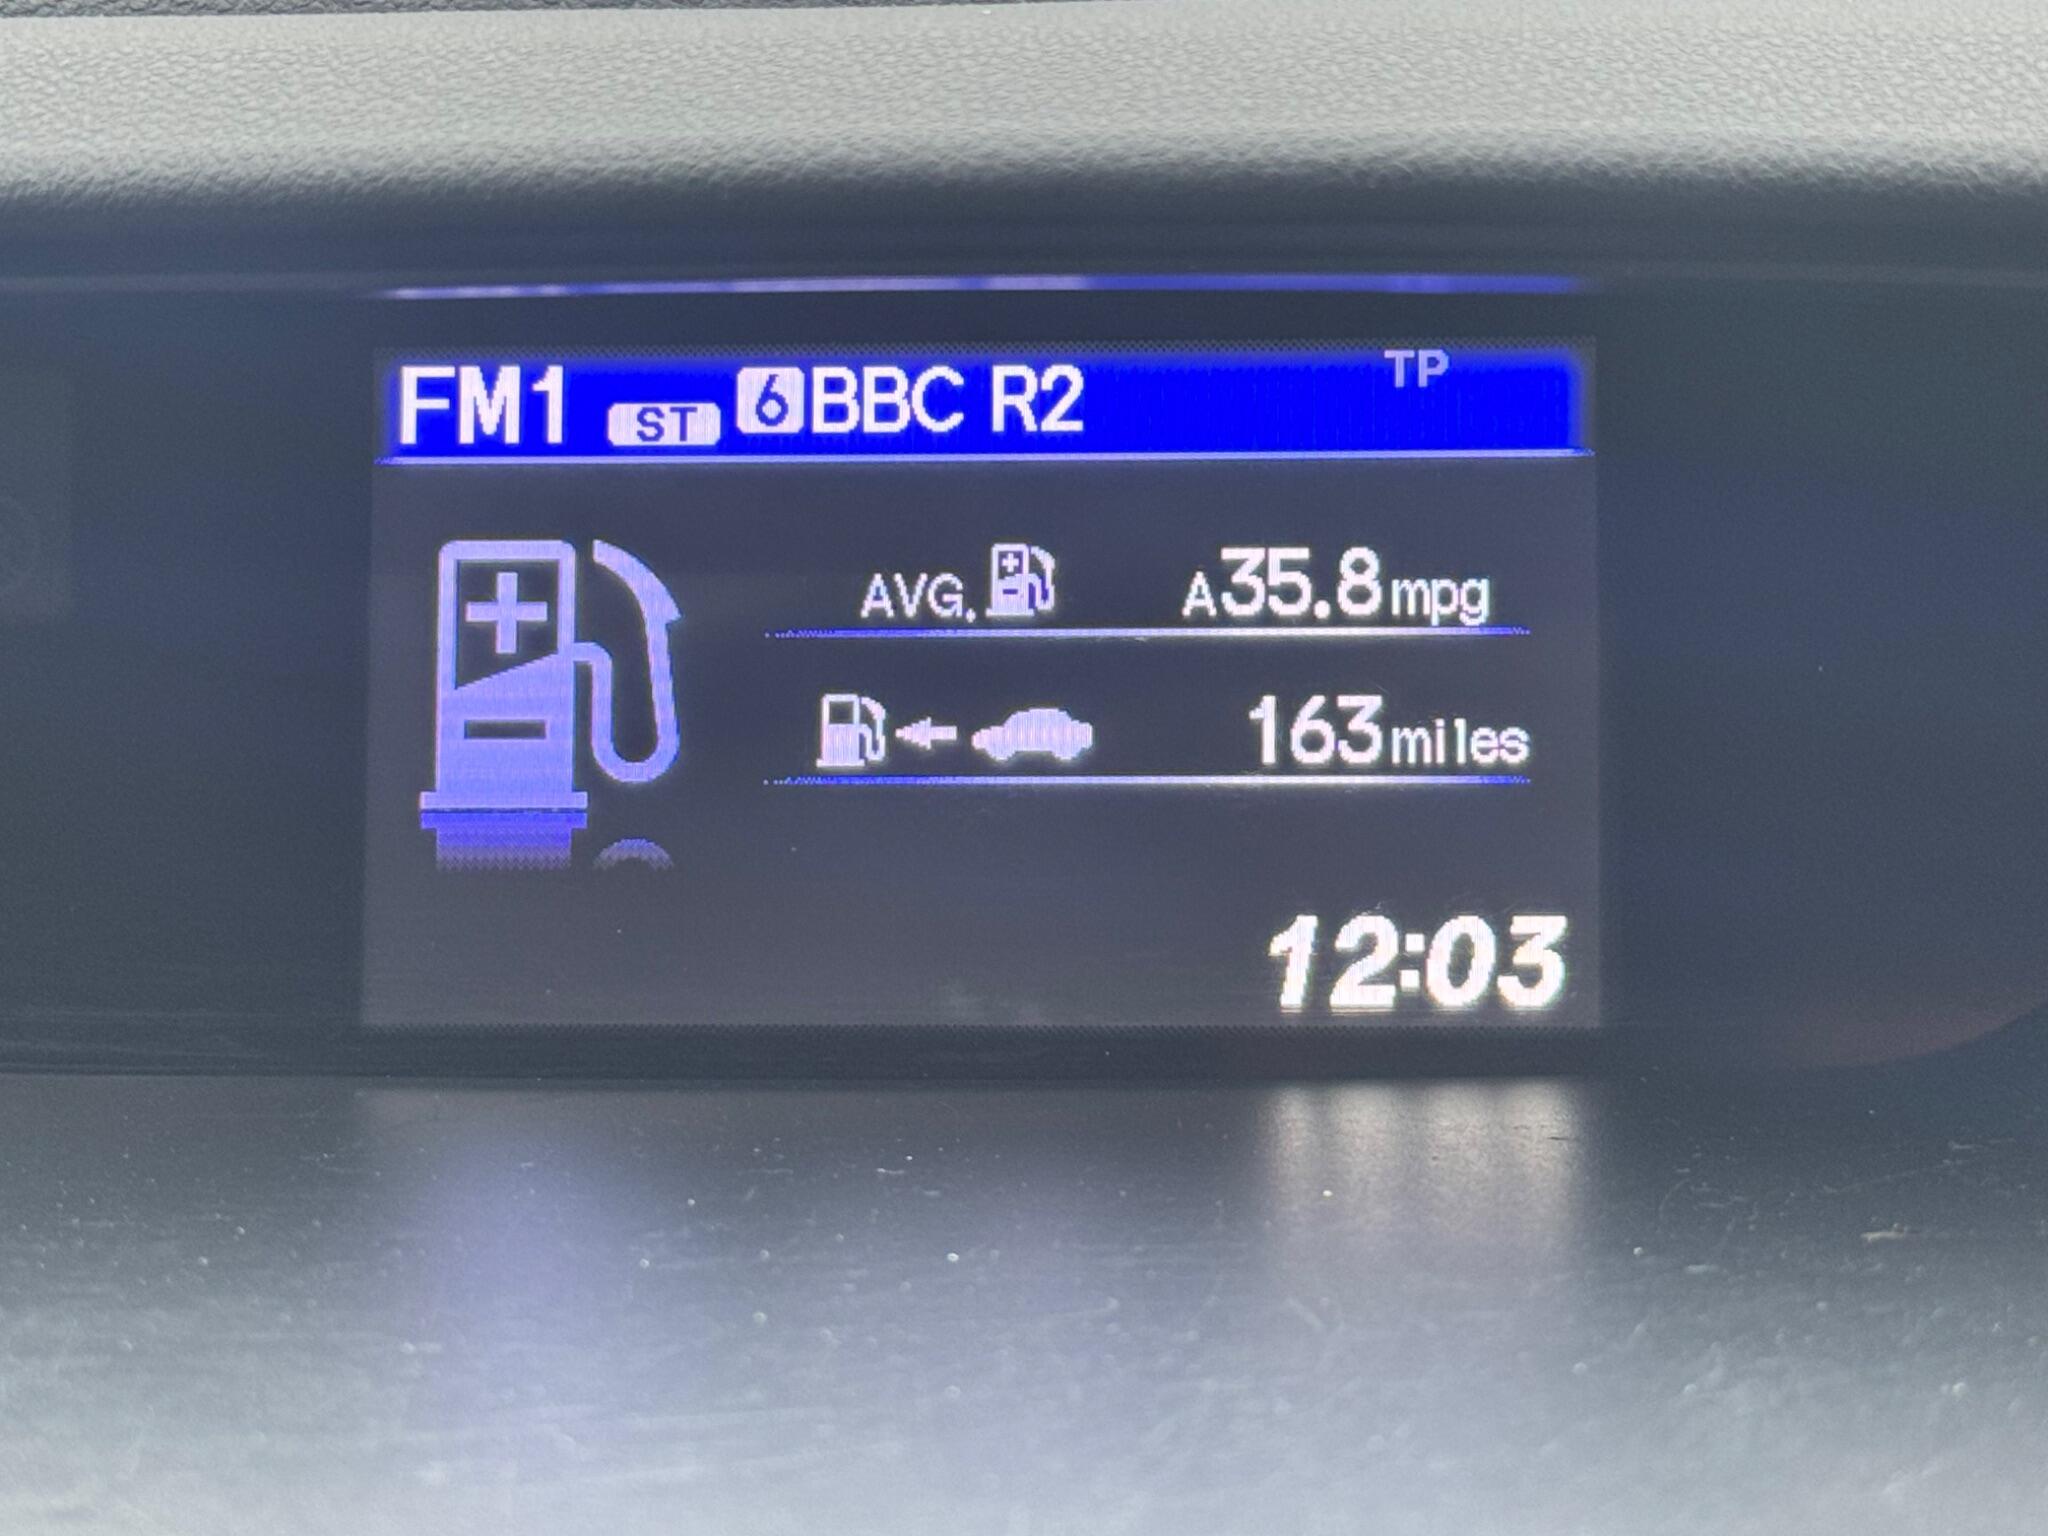 FM1 ST 6 BBC R2 TP
AVG. A35.8mpg
163miles
12:03